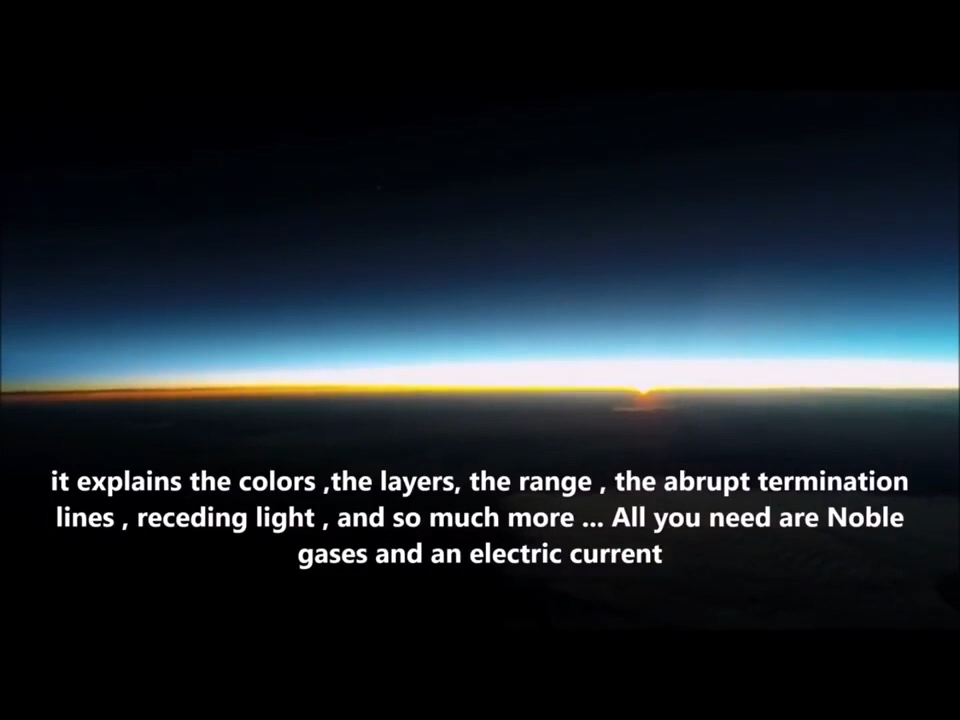 it explains the colors ,the layers, the range , the abrupt termination
lines , receding light , and so much more ... All you need are Noble
gases and an electric current